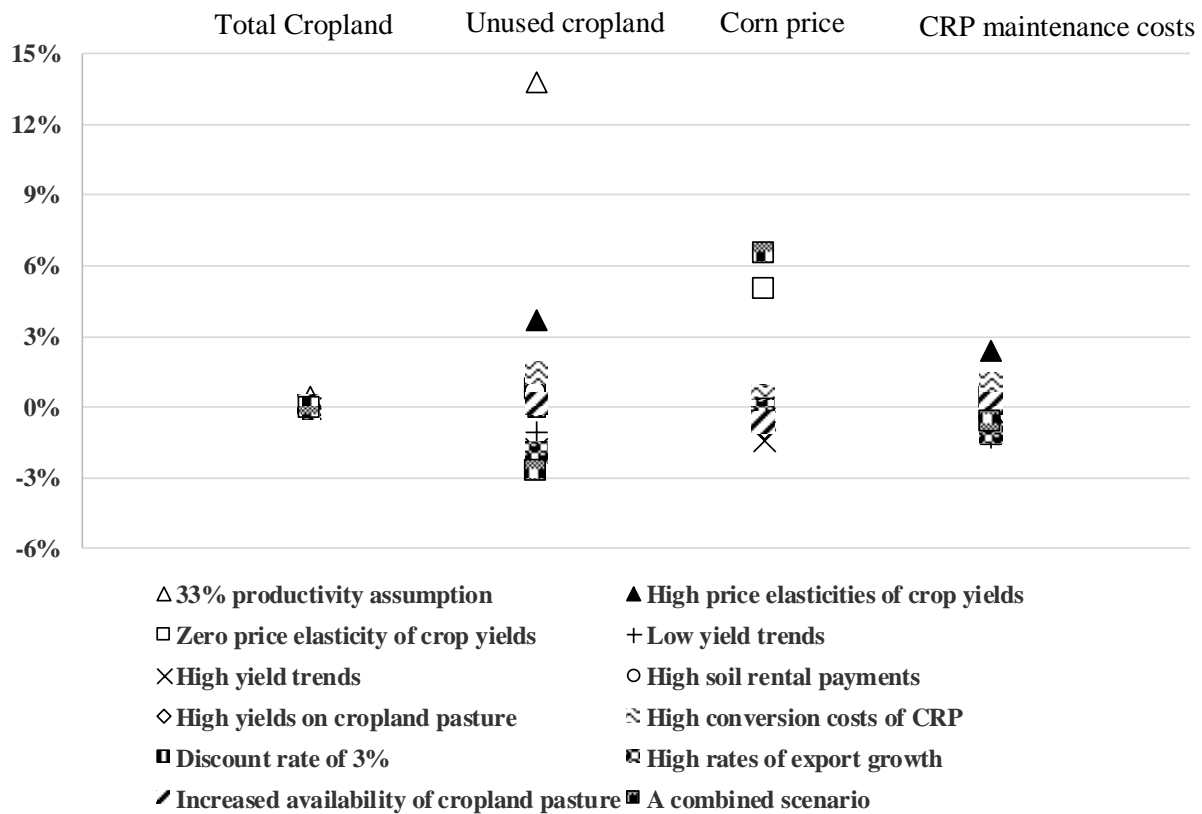 Total Cropland Unused cropland Corn price CRP maintenance costs
15%
12%
9%
6%
3%
0%
-3%
-6%
33% productivity assumption High price elasticities of crop yields
Zero price elasticity of crop yields Low yield trends
High yield trends High soil rental payments
High yields on cropland pasture High conversion costs of CRP
Discount rate of 3% High rates of export growth
Increased availability of cropland pasture A combined scenario